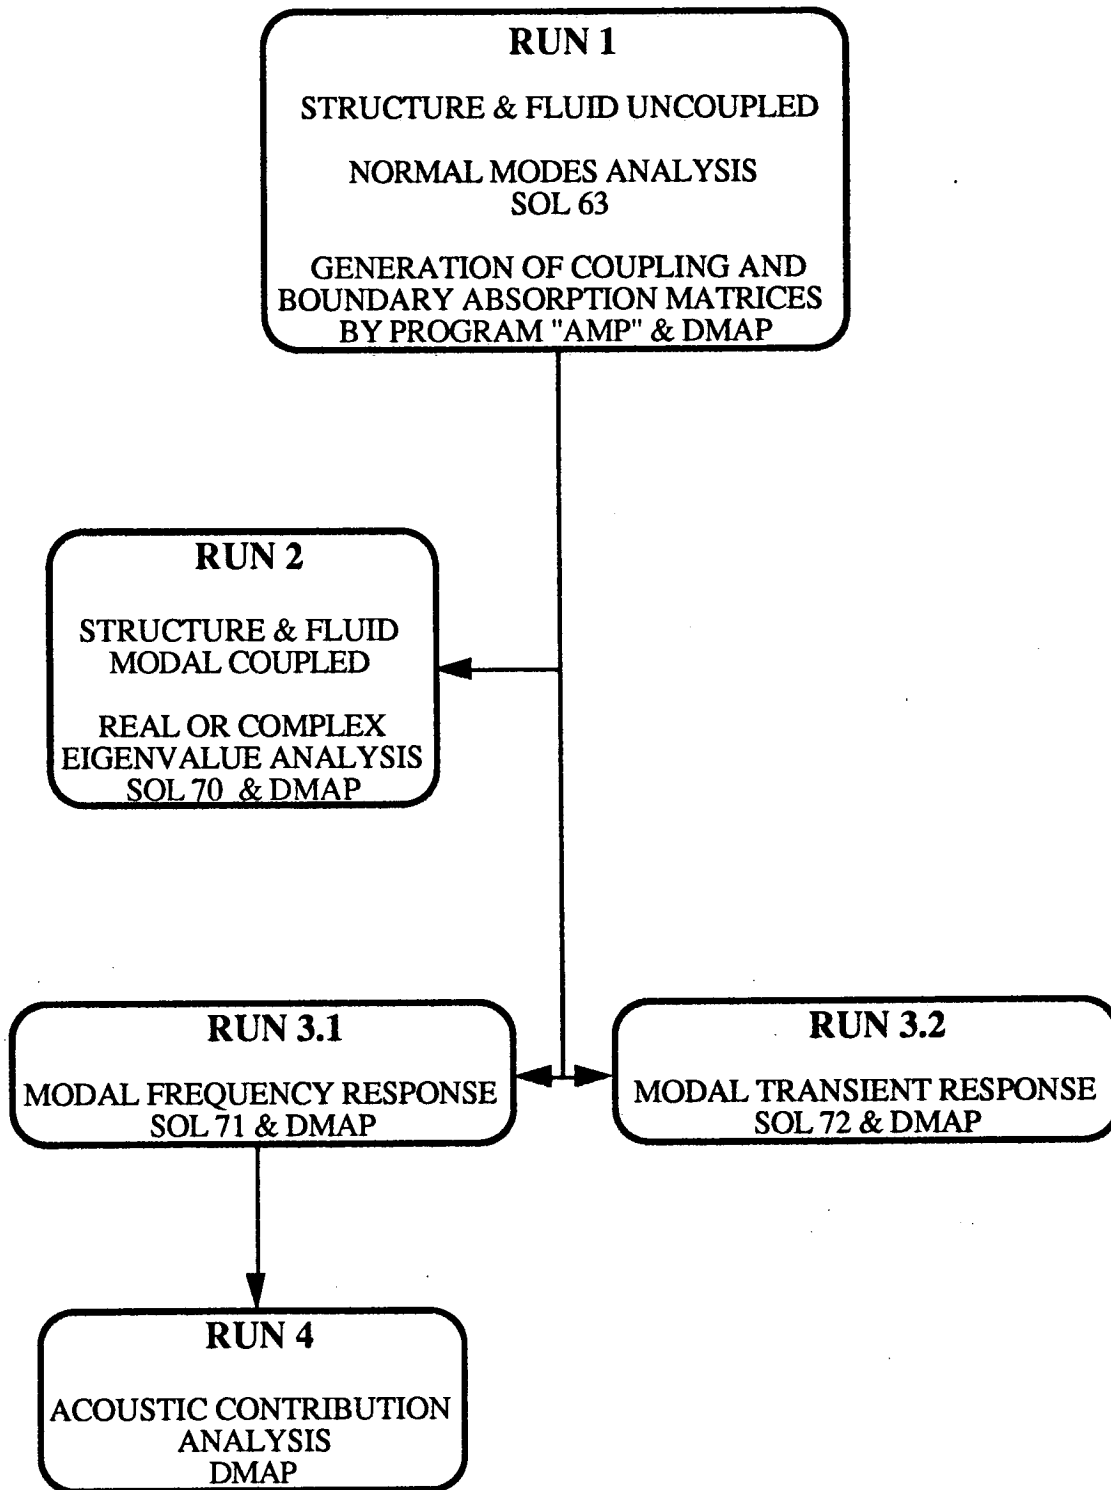 RUN 1
STRUCTURE & FLUID UNCOUPLED
NORMAL MODES ANALYSIS
SOL 63
GENERATION OF COUPLING AND
BOUNDARY ABSORPTION MATRICES
BY PROGRAM "AMP" & DMAP
RUN 2
STRUCTURE & FLUID
MODAL COUPLED
REAL OR COMPLEX
EIGENVALUE ANALYSIS
SOL 70 & DMAP
RUN 3.1
MODAL FREQUENCY RESPONSE
SOL 71 & DMAP
RUN 3.2
MODAL TRANSIENT RESPONSE
SOL 72 & DMAP
RUN 4
ACOUSTIC CONTRIBUTION
ANALYSIS
DMAP